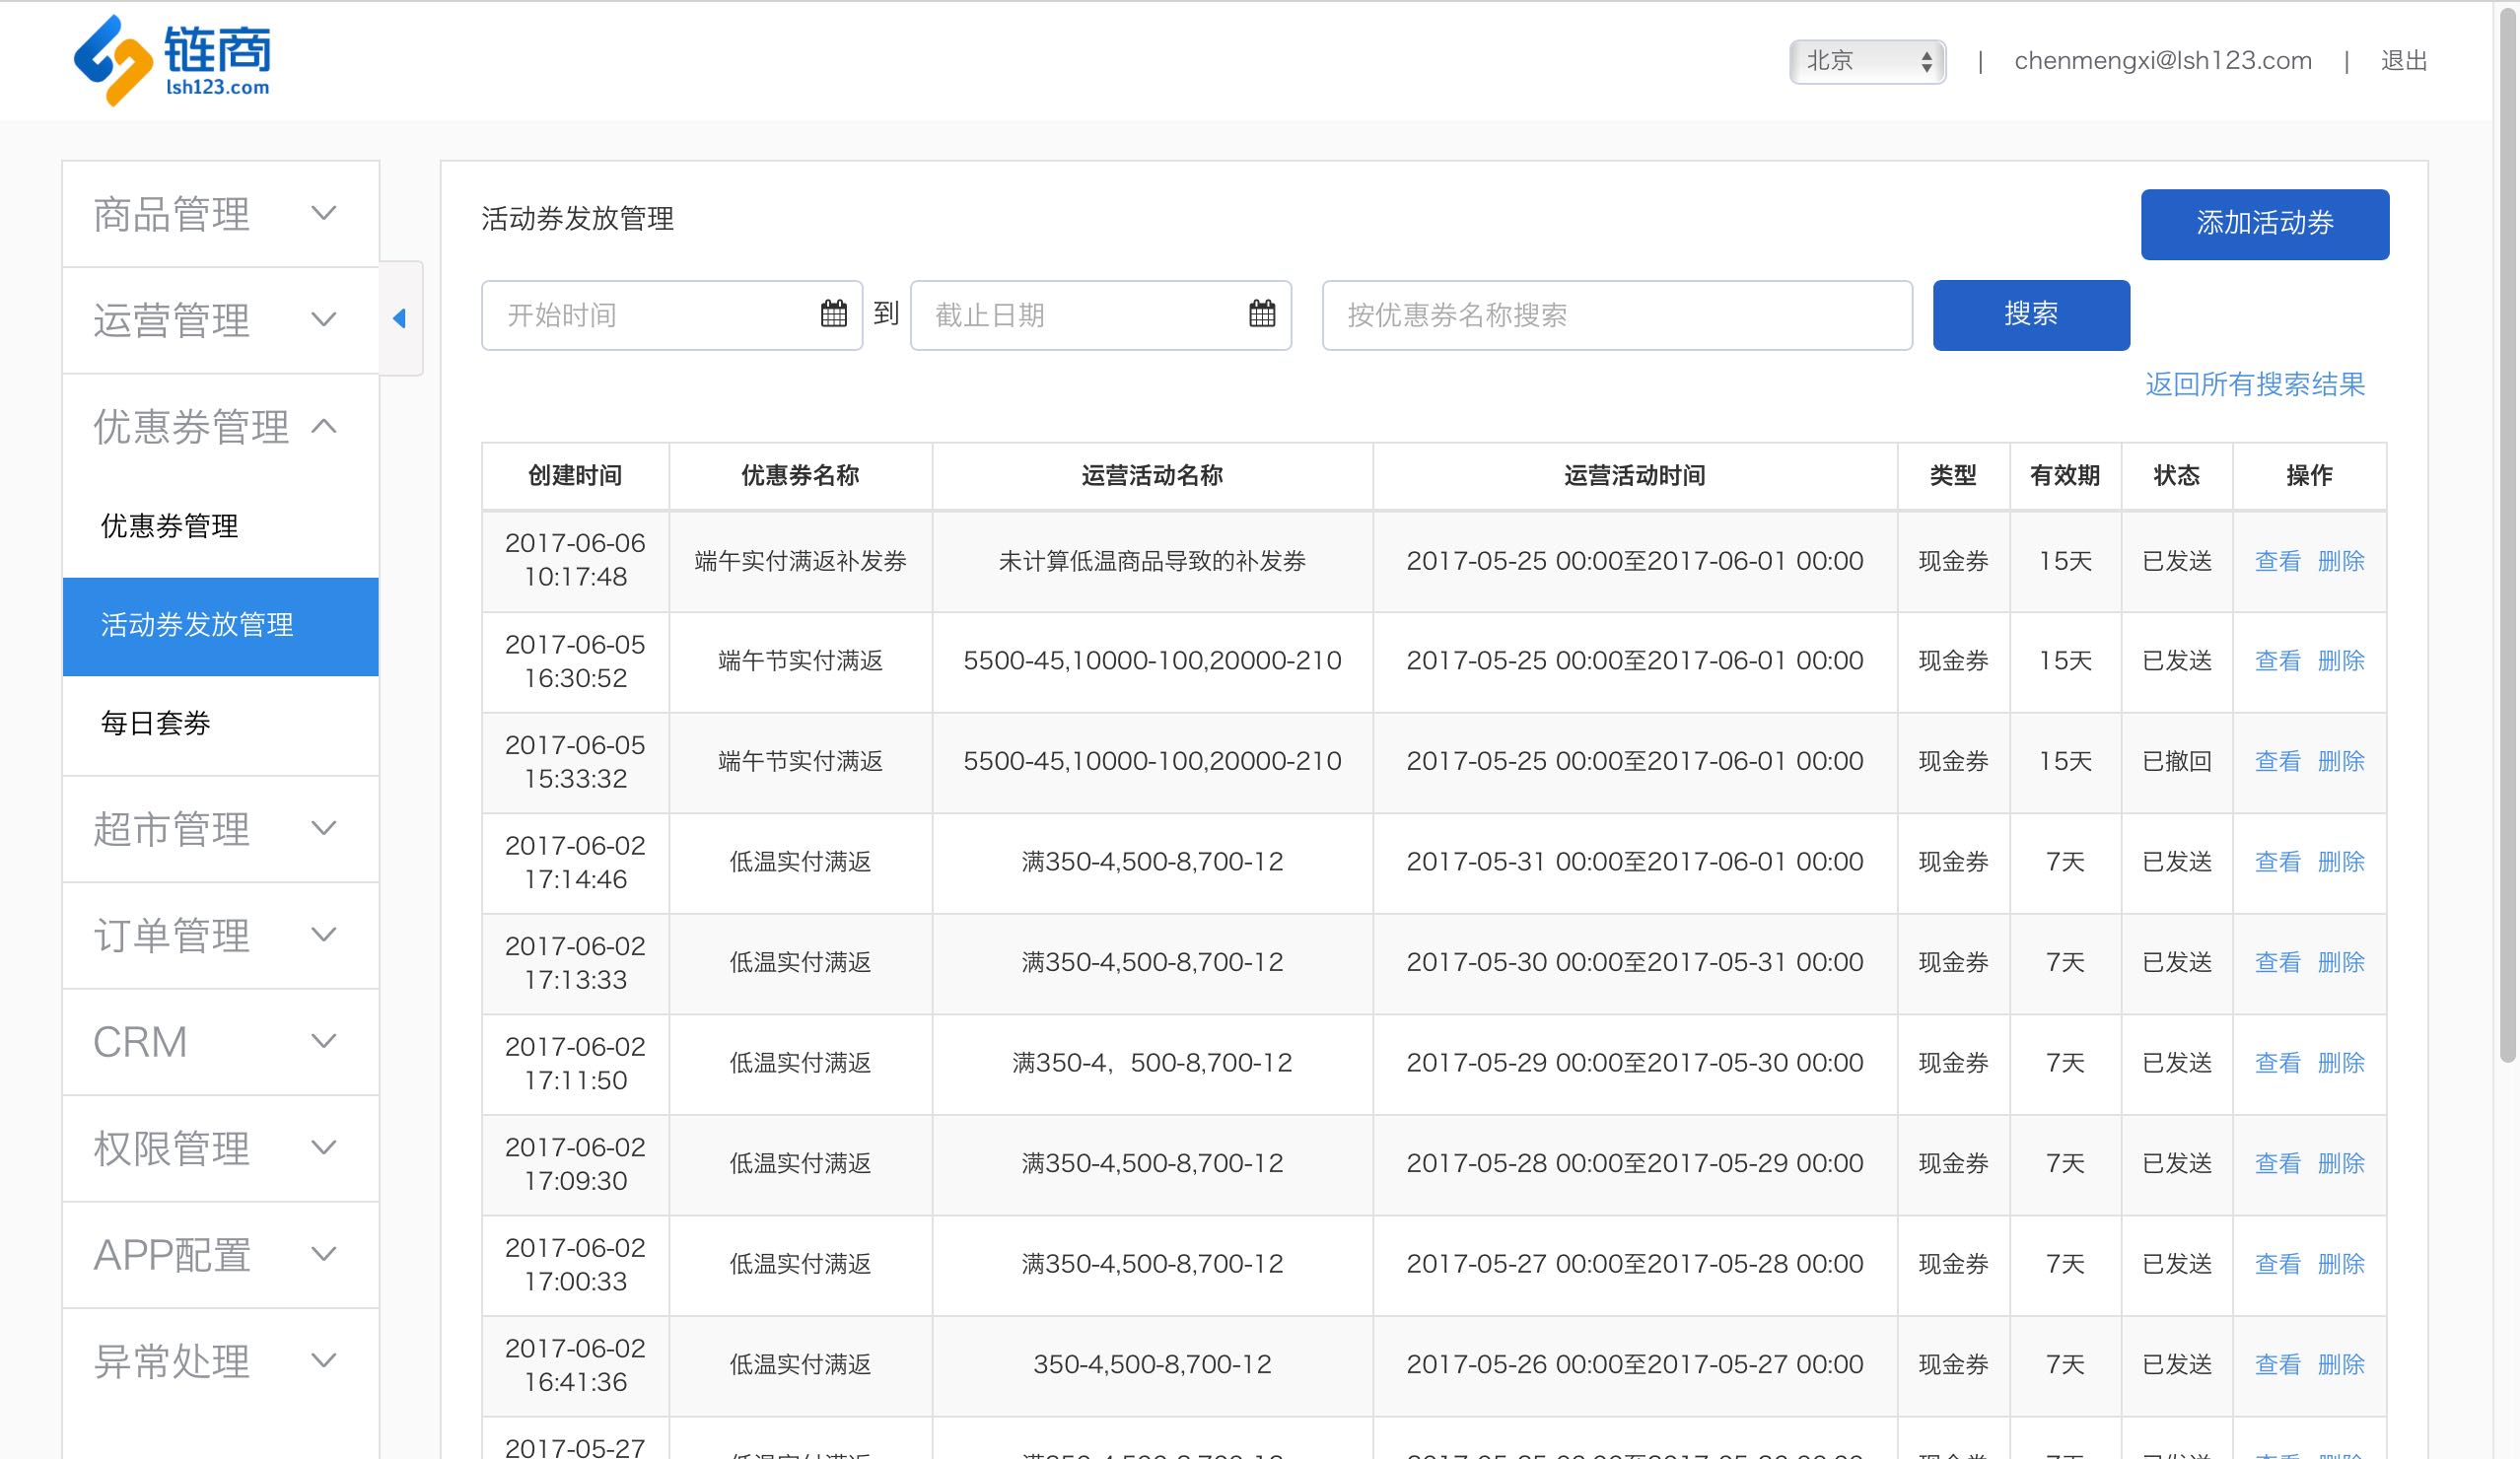 链商
lsh123.com
北京 | chenmengxi@lsh123.com | 退出
商品管理
运营管理
优惠券管理
优惠券管理
活动券发放管理
每日套券
超市管理
订单管理
CRM
权限管理
APP配置
异常处理
活动券发放管理
添加活动券
开始时间 到 截止日期 按优惠券名称搜索 搜索
返回所有搜索结果
创建时间 优惠券名称 运营活动名称 运营活动时间 类型 有效期 状态 操作
2017-06-06 10:17:48 端午实付满返补发券 未计算低温商品导致的补发券 2017-05-25 00:00至2017-06-01 00:00 现金券 15天 已发送 查看 删除
2017-06-05 16:30:52 端午节实付满返 5500-45,10000-100,20000-210 2017-05-25 00:00至2017-06-01 00:00 现金券 15天 已发送 查看 删除
2017-06-05 15:33:32 端午节实付满返 5500-45,10000-100,20000-210 2017-05-25 00:00至2017-06-01 00:00 现金券 15天 已撤回 查看 删除
2017-06-02 17:14:46 低温实付满返 满350-4,500-8,700-12 2017-05-31 00:00至2017-06-01 00:00 现金券 7天 已发送 查看 删除
2017-06-02 17:13:33 低温实付满返 满350-4,500-8,700-12 2017-05-30 00:00至2017-05-31 00:00 现金券 7天 已发送 查看 删除
2017-06-02 17:11:50 低温实付满返 满350-4，500-8,700-12 2017-05-29 00:00至2017-05-30 00:00 现金券 7天 已发送 查看 删除
2017-06-02 17:09:30 低温实付满返 满350-4,500-8,700-12 2017-05-28 00:00至2017-05-29 00:00 现金券 7天 已发送 查看 删除
2017-06-02 17:00:33 低温实付满返 满350-4,500-8,700-12 2017-05-27 00:00至2017-05-28 00:00 现金券 7天 已发送 查看 删除
2017-06-02 16:41:36 低温实付满返 350-4,500-8,700-12 2017-05-26 00:00至2017-05-27 00:00 现金券 7天 已发送 查看 删除
2017-05-27